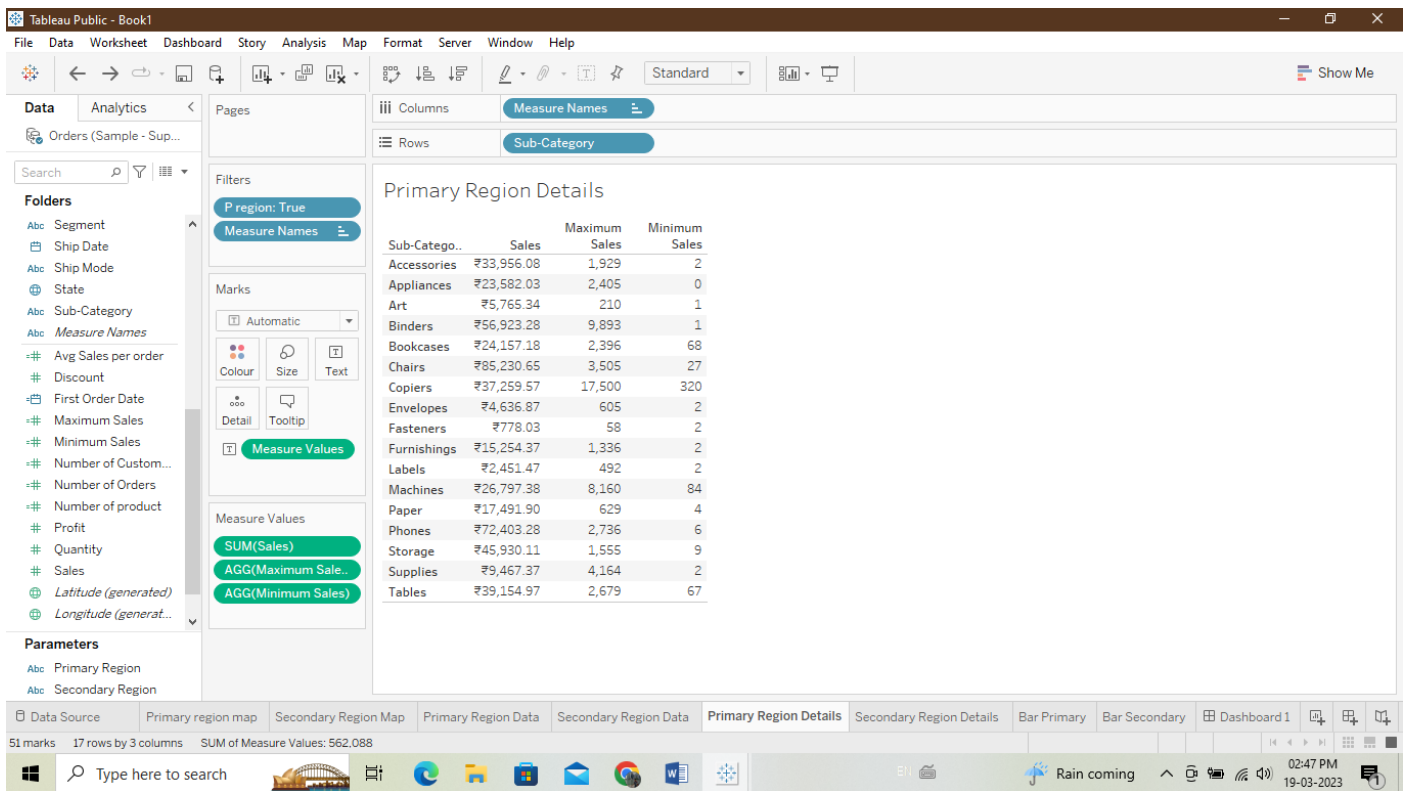 Tableau Public - Book1
File Data Worksheet Dashboard Story Analysis Map Format Server Window Help
Standard
Show Me
Data Analytics
Orders (Sample - Sup...
Search
Folders
Abc Segment
Ship Date
Abc Ship Mode
State
Abc Sub-Category
Abc Measure Names
=# Avg Sales per order
# Discount
First Order Date
=# Maximum Sales
=# Minimum Sales
=# Number of Custom...
=# Number of Orders
=# Number of product
# Profit
# Quantity
# Sales
Latitude (generated)
Longitude (generat...
Parameters
Abc Primary Region
Abc Secondary Region
Pages
Filters
P region: True
Measure Names
Marks
T Automatic
Colour Size T Text
Detail Tooltip
T Measure Values
Measure Values
SUM(Sales)
AGG(Maximum Sale..
AGG(Minimum Sales)
iii Columns Measure Names
Rows Sub-Category
Primary Region Details
Maximum Minimum
Sub-Catego.. Sales Sales Sales
Accessories ₹33,956.08 1,929 2
Appliances ₹23,582.03 2,405 0
Art ₹5,765.34 210 1
Binders ₹56,923.28 9,893 1
Bookcases ₹24,157.18 2,396 68
Chairs ₹85,230.65 3,505 27
Copiers ₹37,259.57 17,500 320
Envelopes ₹4,636.87 605 2
Fasteners ₹778.03 58 2
Furnishings ₹15,254.37 1,336 2
Labels ₹2,451.47 492 2
Machines ₹26,797.38 8,160 84
Paper ₹17,491.90 629 4
Phones ₹72,403.28 2,736 6
Storage ₹45,930.11 1,555 9
Supplies ₹9,467.37 4,164 2
Tables ₹39,154.97 2,679 67
Data Source Primary region map Secondary Region Map Primary Region Data Secondary Region Data Primary Region Details Secondary Region Details Bar Primary Bar Secondary Dashboard 1
51 marks 17 rows by 3 columns SUM of Measure Values: 562,088
Type here to search
EN
Rain coming
02:47 PM
19-03-2023
1